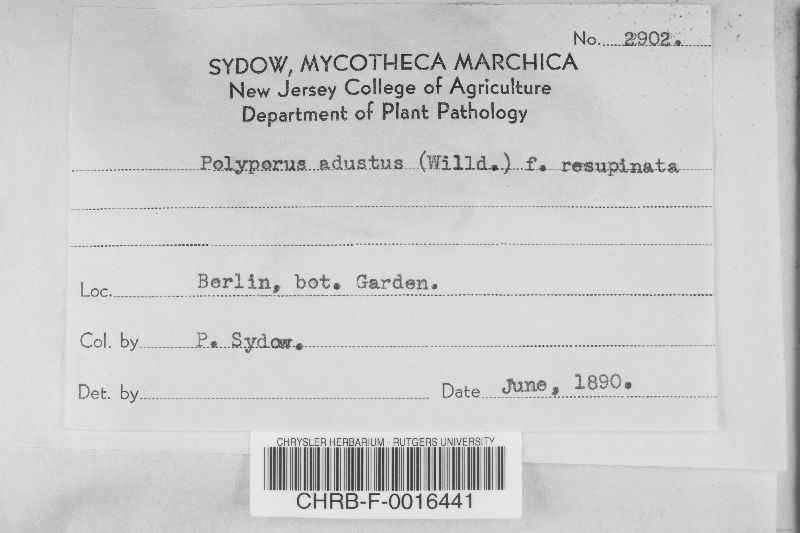 No. 2902.
SYDOW, MYCOTHECA MARCHICA
New Jersey College of Agriculture
Department of Plant Pathology
Polyporus adustus (Willd.) f. resupinata
Loc. Berlin, bot. Garden.
Col. by P. Sydow.
Det. by Date June, 1890.
CHRYSLER HERBARIUM - RUTGERS UNIVERSITY
CHRB-F-0016441